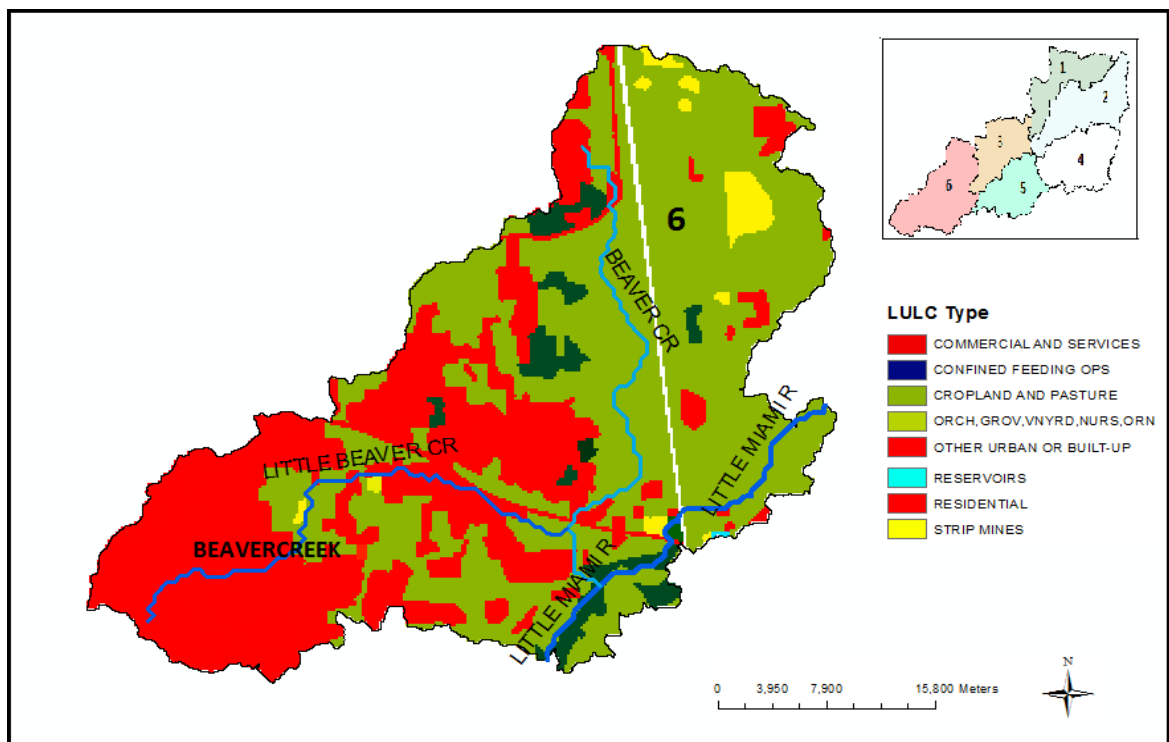 1
2
3
4
5
6
6
BEAVER CR
LITTLE MIAMI R
LITTLE BEAVER CR
BEAVERCREEK
LITTLE MIAMI R
LULC Type
COMMERCIAL AND SERVICES
CONFINED FEEDING OPS
CROPLAND AND PASTURE
ORCH,GROV,VNYRD,NURS,ORN
OTHER URBAN OR BUILT-UP
RESERVOIRS
RESIDENTIAL
STRIP MINES
0 3,950 7,900 15,800 Meters
N